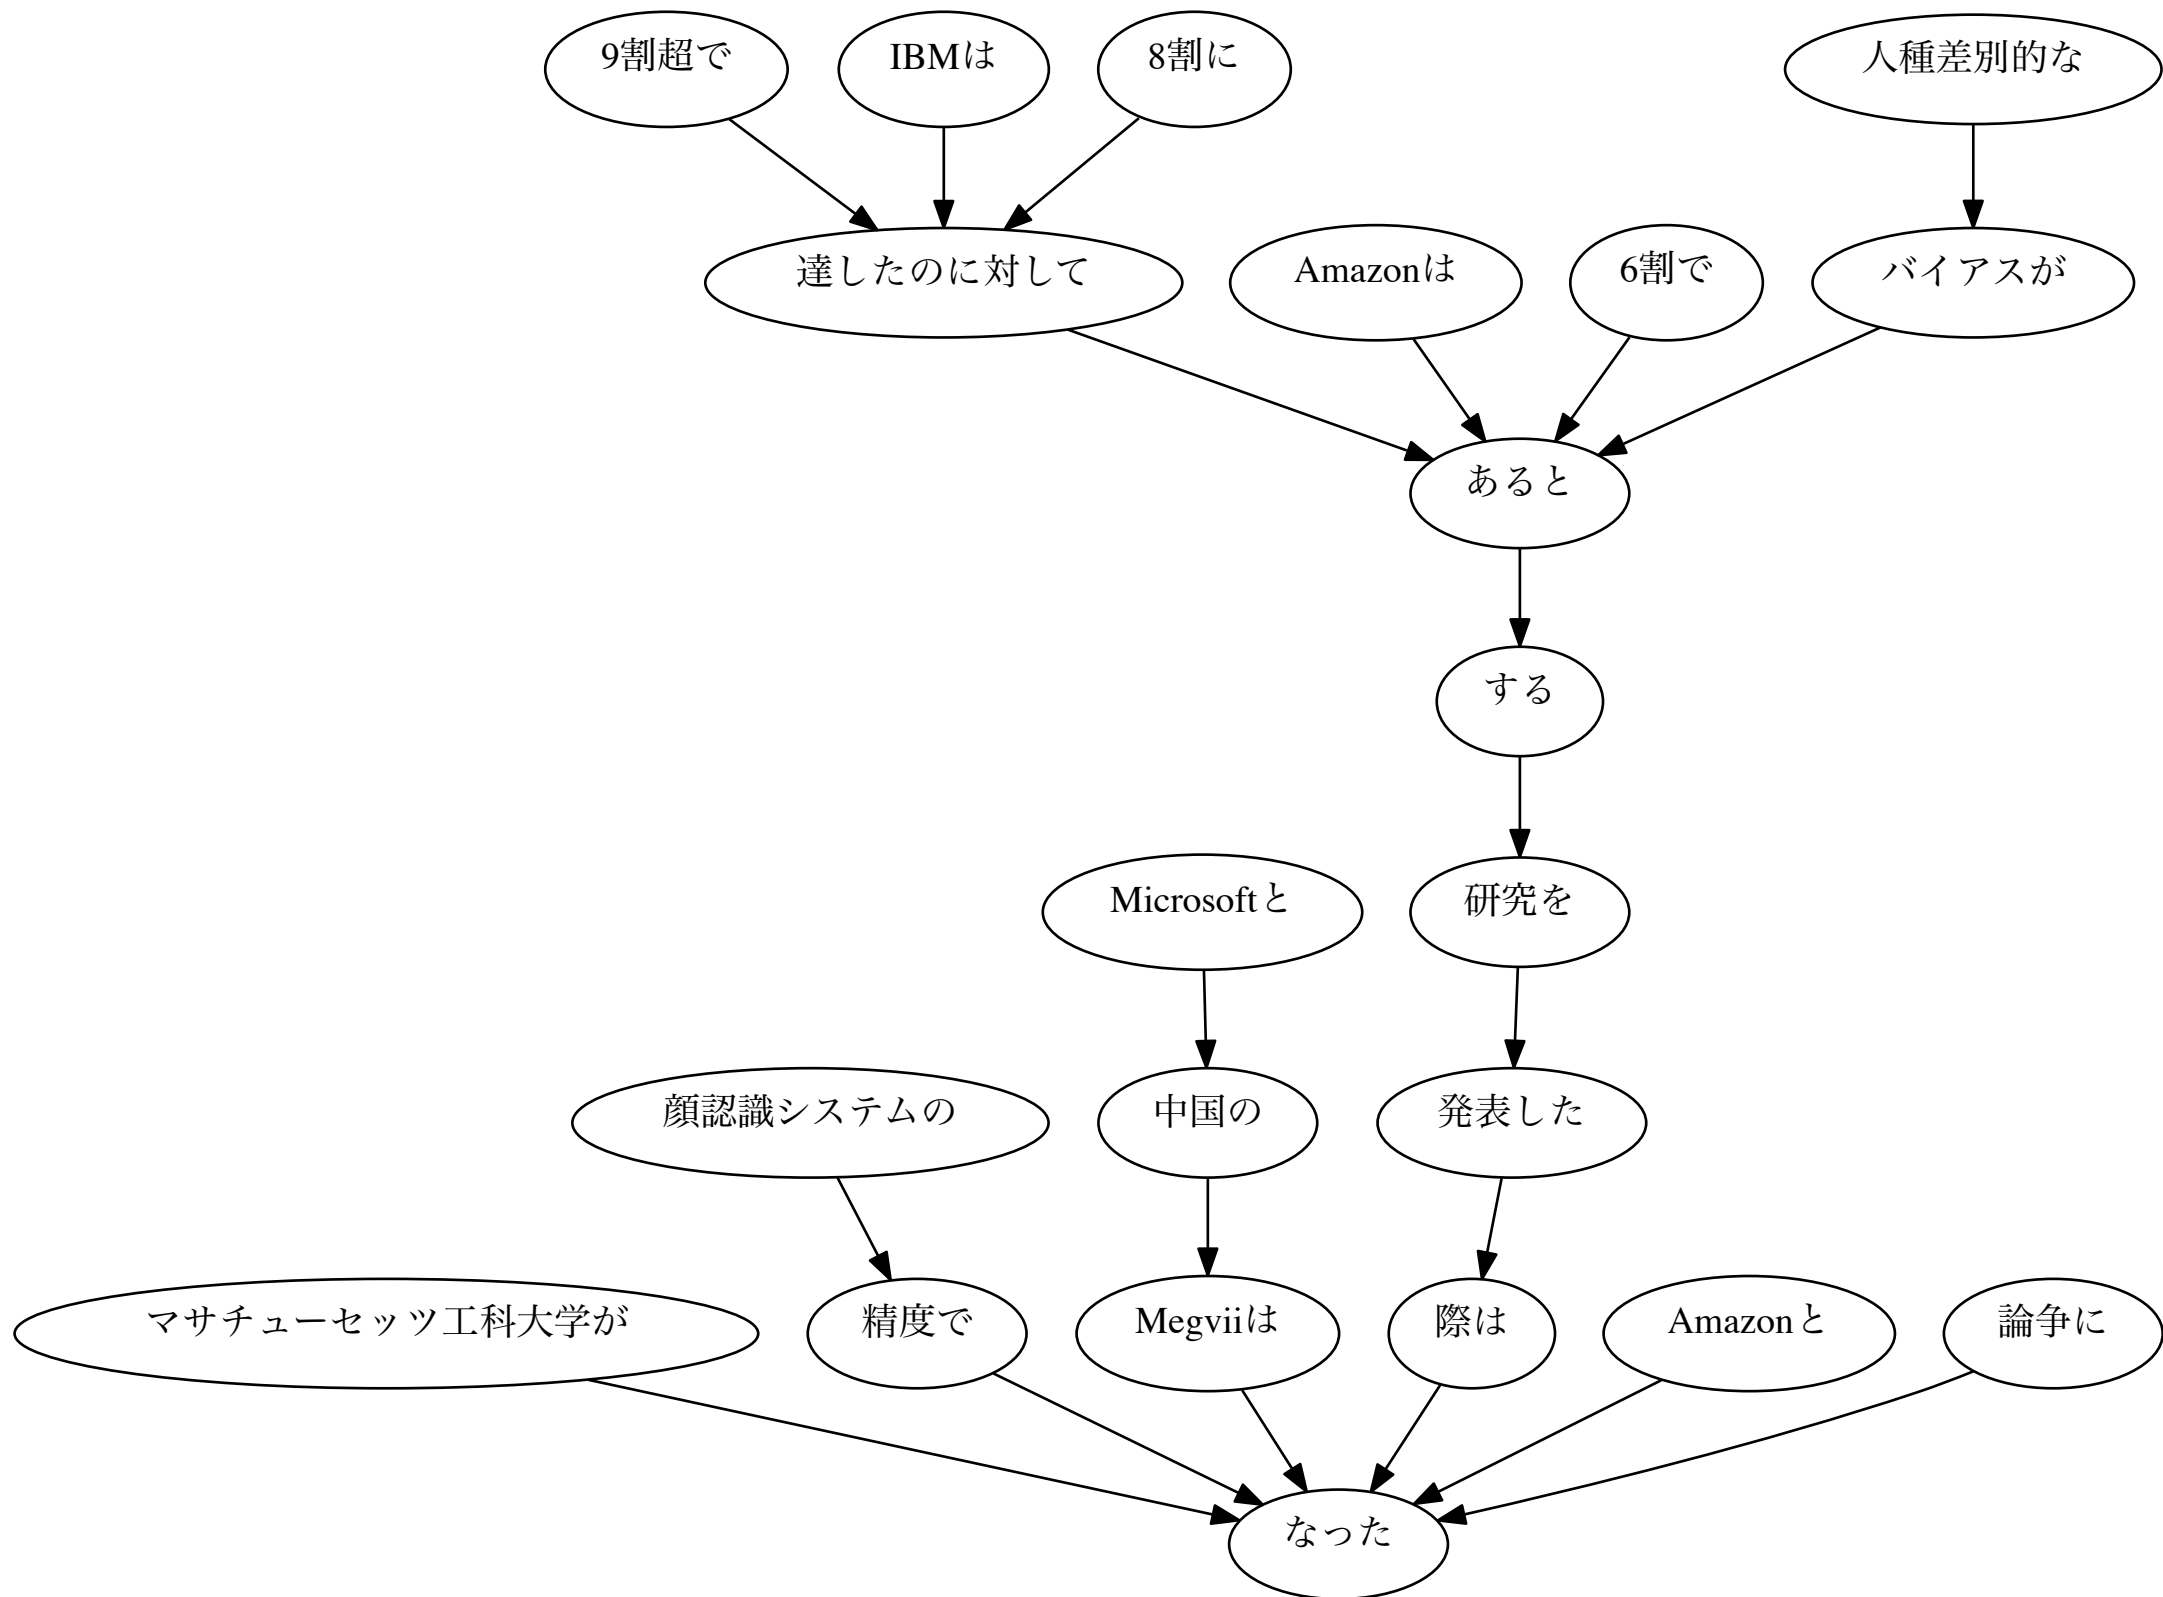 9割超で
IBMは
8割に
人種差別的な
達したのに対して
Amazonは
6割で
バイアスが
あると
する
Microsoftと
研究を
顔認識システムの
中国の
発表した
マサチューセッツ工科大学が
精度で
Megviiは
際は
Amazonと
論争に
なった